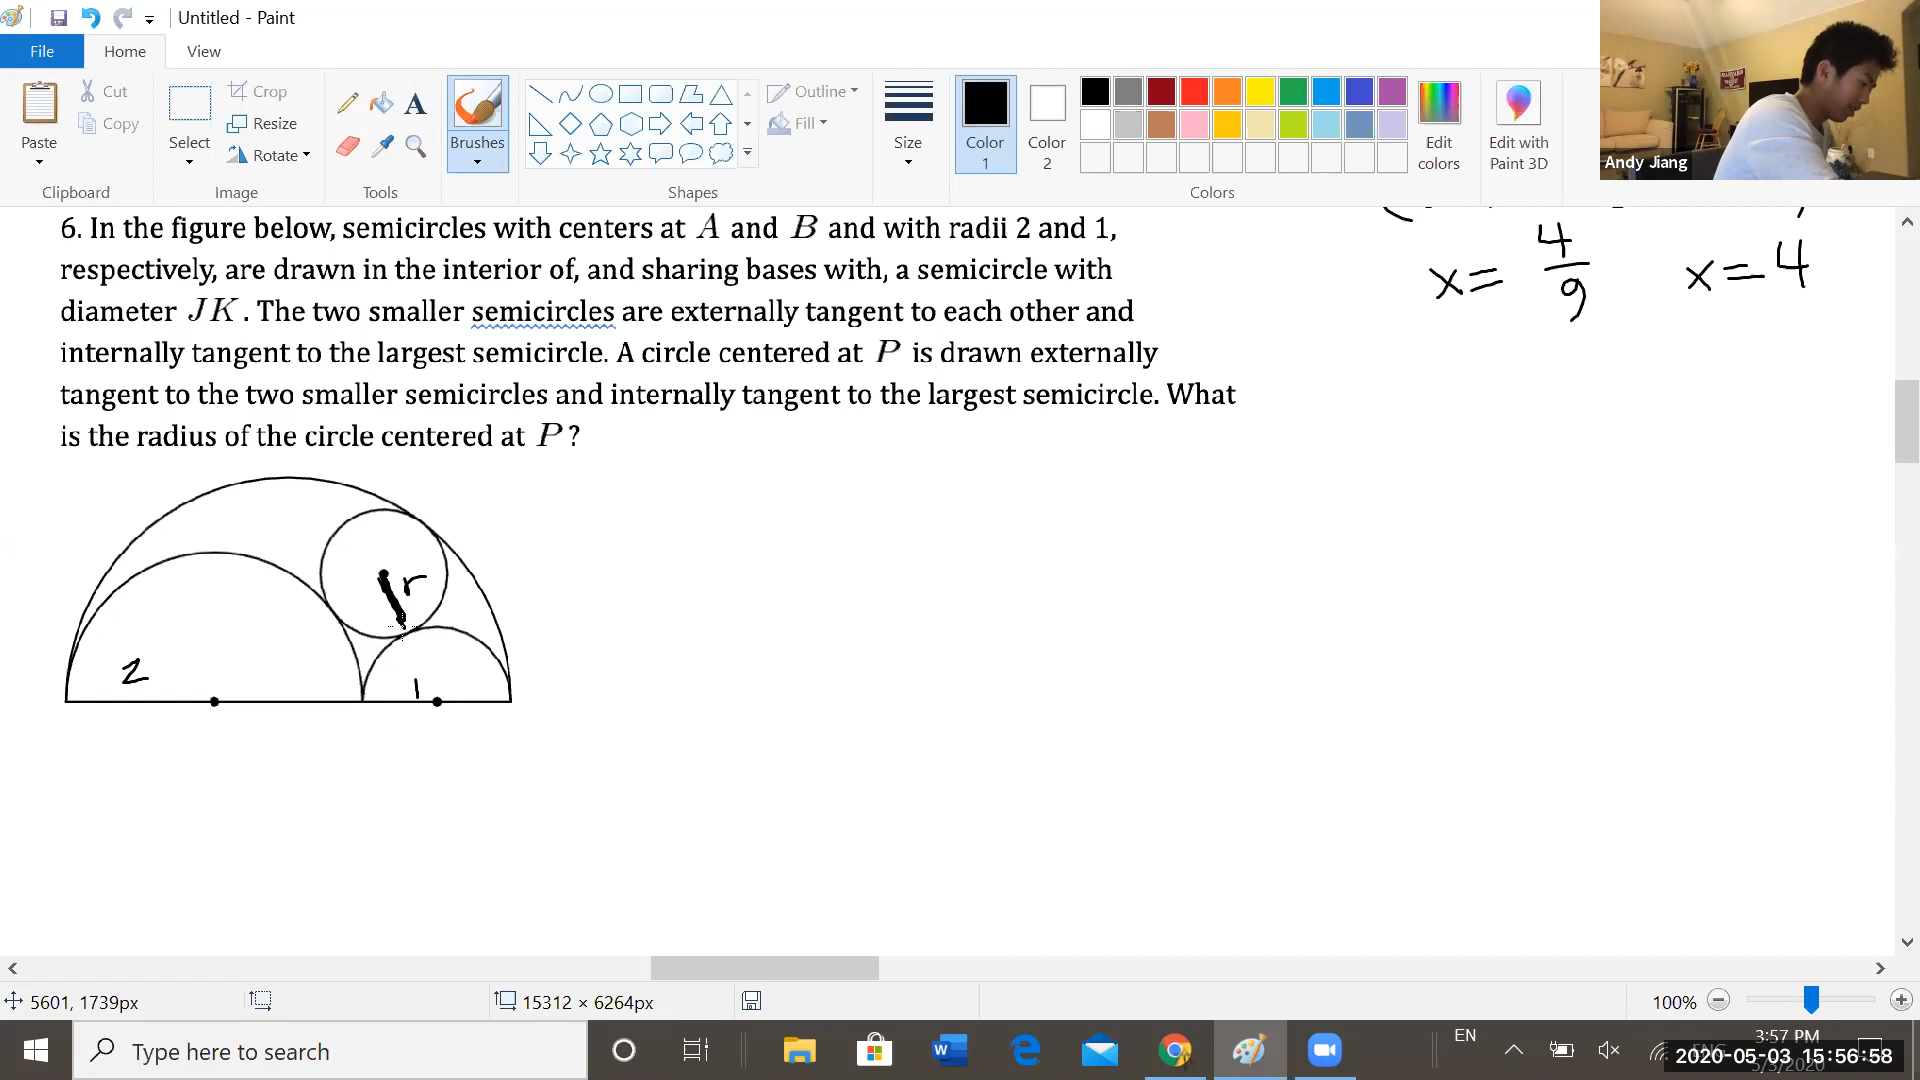 Untitled - Paint
File Home View
Paste
Cut
Copy
Clipboard
Select
Crop
Resize
Rotate
Image
Tools
Brushes
Shapes
Outline
Fill
Size
Color 1
Color 2
Colors
Edit colors
Edit with Paint 3D
Andy Jiang
6. In the figure below, semicircles with centers at A and B and with radii 2 and 1,
respectively, are drawn in the interior of, and sharing bases with, a semicircle with
diameter JK. The two smaller semicircles are externally tangent to each other and
internally tangent to the largest semicircle. A circle centered at P is drawn externally
tangent to the two smaller semicircles and internally tangent to the largest semicircle. What
is the radius of the circle centered at P?
x = 4/9 x = 4
r
2
1
5601, 1739px
15312 × 6264px
100%
Type here to search
EN
3:57 PM
2020-05-03 15:56:58